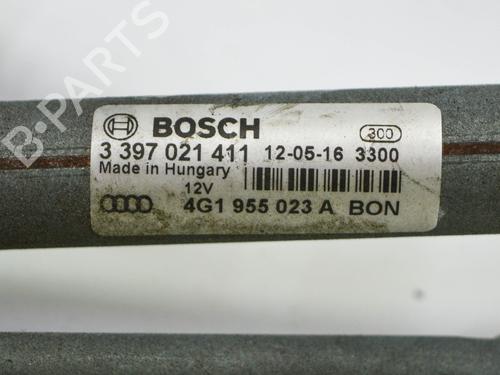 BOSCH 300
3 397 021 411 12-05-16 3300
Made in Hungary
12V
4G1 955 023 A BON
B-PARTS